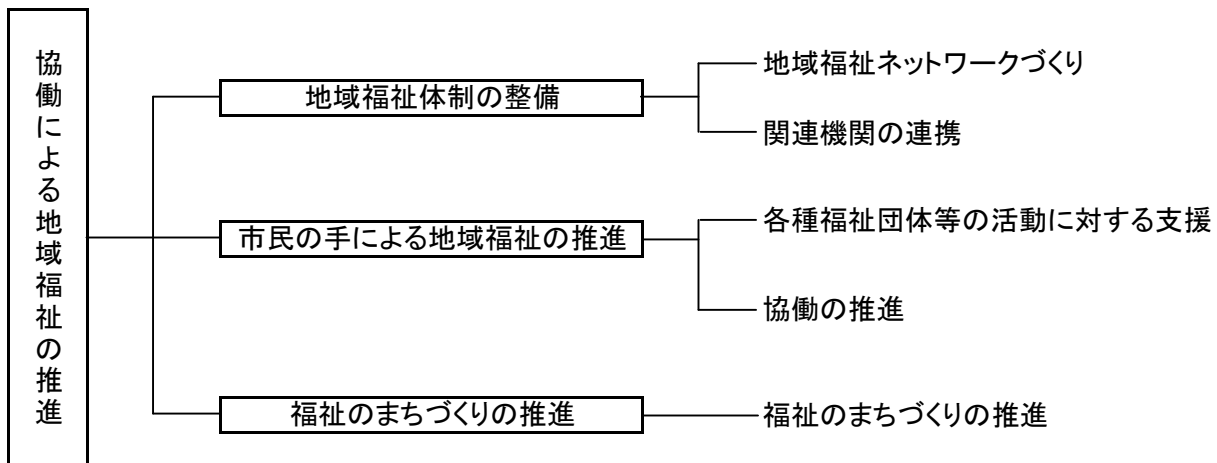 協働による地域福祉の推進
地域福祉体制の整備
地域福祉ネットワークづくり
関連機関の連携
市民の手による地域福祉の推進
各種福祉団体等の活動に対する支援
協働の推進
福祉のまちづくりの推進
福祉のまちづくりの推進